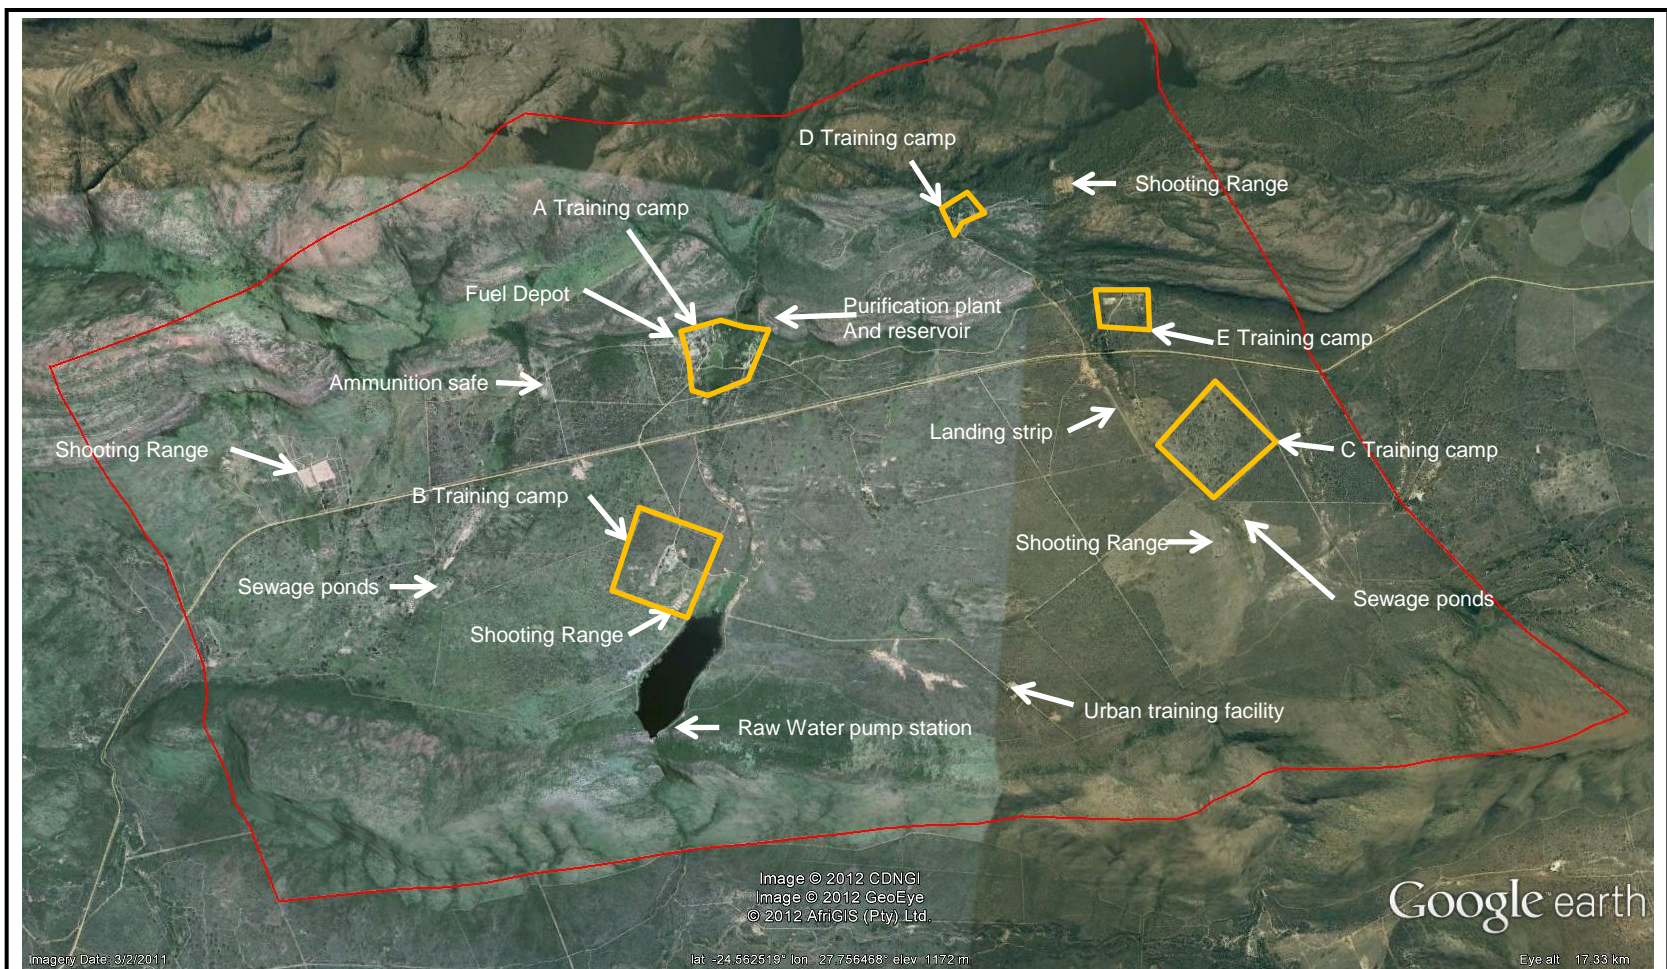 D Training camp
Shooting Range
A Training camp
Fuel Depot
Purification plant
And reservoir
E Training camp
Ammunition safe
Landing strip
C Training camp
Shooting Range
B Training camp
Shooting Range
Sewage ponds
Sewage ponds
Shooting Range
Urban training facility
Raw Water pump station
Image © 2012 CDNGI
Image © 2012 GeoEye
© 2012 AfriGIS (Pty) Ltd.
Google earth
Imagery Date: 3/2/2011
lat -24.562519° lon 27.756468° elev 1172 m
Eye alt 17.33 km